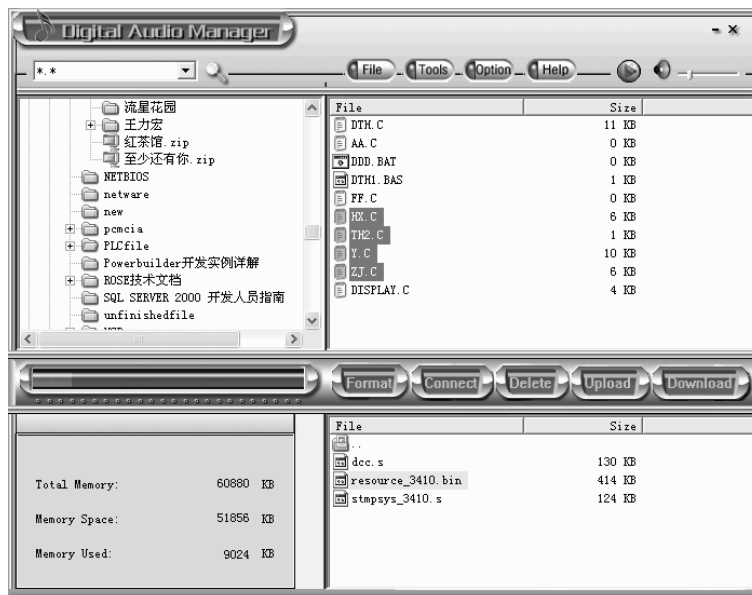 Digital Audio Manager
*.*
File Tools Option Help
流星花园
王力宏
红茶馆.zip
至少还有你.zip
NETBIOS
netware
new
pcmcia
PLCfile
Powerbuilder开发实例详解
ROSE技术文档
SQL SERVER 2000 开发人员指南
unfinishedfile
File Size
DTH.C 11 KB
AA.C 0 KB
DDD.BAT 0 KB
DTH1.BAS 1 KB
FF.C 0 KB
HX.C 6 KB
TH2.C 1 KB
Y.C 10 KB
ZJ.C 6 KB
DISPLAY.C 4 KB
Format Connect Delete Upload Download
Total Memory: 60880 KB
Memory Space: 51856 KB
Memory Used: 9024 KB
File Size
..
dcc.s 130 KB
resource_3410.bin 414 KB
stmpsys_3410.s 124 KB